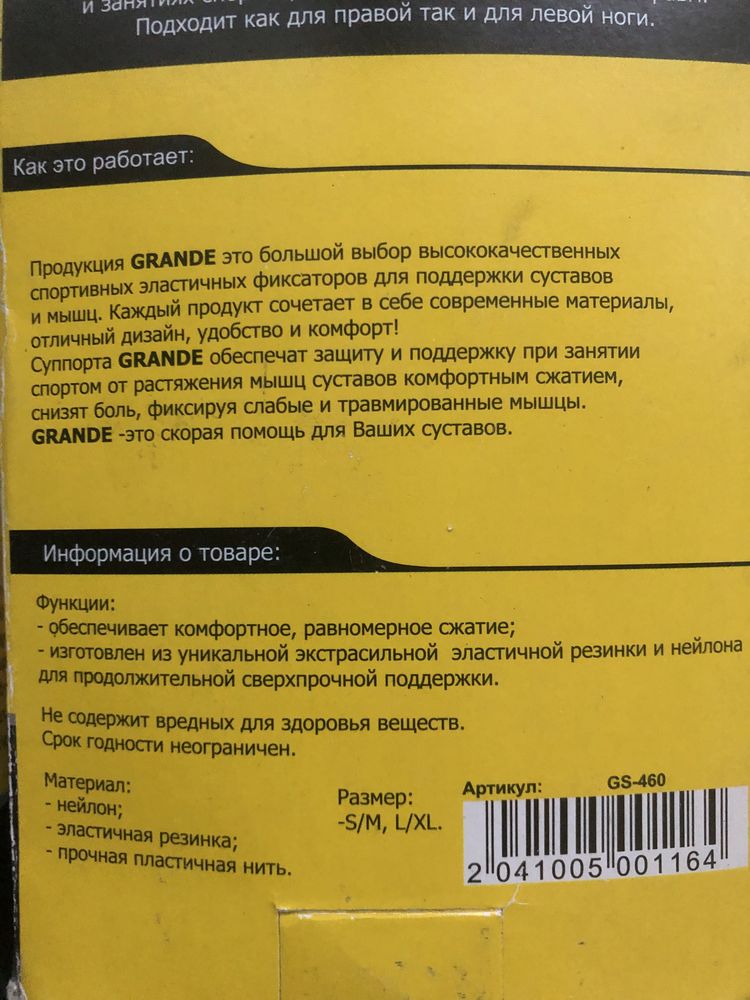 и занятиях
Подходит как для правой так и для левой ноги.
Как это работает:
Продукция GRANDE это большой выбор высококачественных
спортивных эластичных фиксаторов для поддержки суставов
и мышц. Каждый продукт сочетает в себе современные материалы,
отличный дизайн, удобство и комфорт!
Суппорта GRANDE обеспечат защиту и поддержку при занятии
спортом от растяжения мышц суставов комфортным сжатием,
снизят боль, фиксируя слабые и травмированные мышцы.
GRANDE -это скорая помощь для Ваших суставов.
Информация о товаре:
Функции:
- обеспечивает комфортное, равномерное сжатие;
- изготовлен из уникальной экстрасильной эластичной резинки и нейлона
для продолжительной сверхпрочной поддержки.
Не содержит вредных для здоровья веществ.
Срок годности неограничен.
Материал:
- нейлон;
- эластичная резинка;
- прочная пластичная нить.
Размер:
-S/M, L/XL.
Артикул: GS-460
2 041005 001164